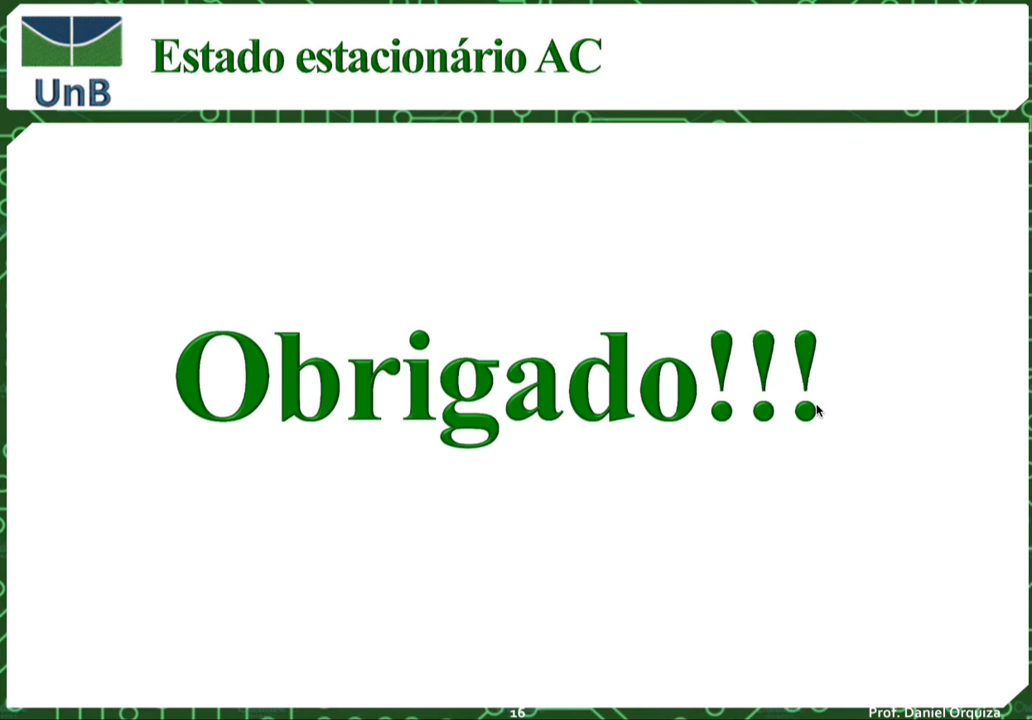 UnB
Estado estacionário AC
Obrigado!!!
16
Prof. Daniel Orquiza